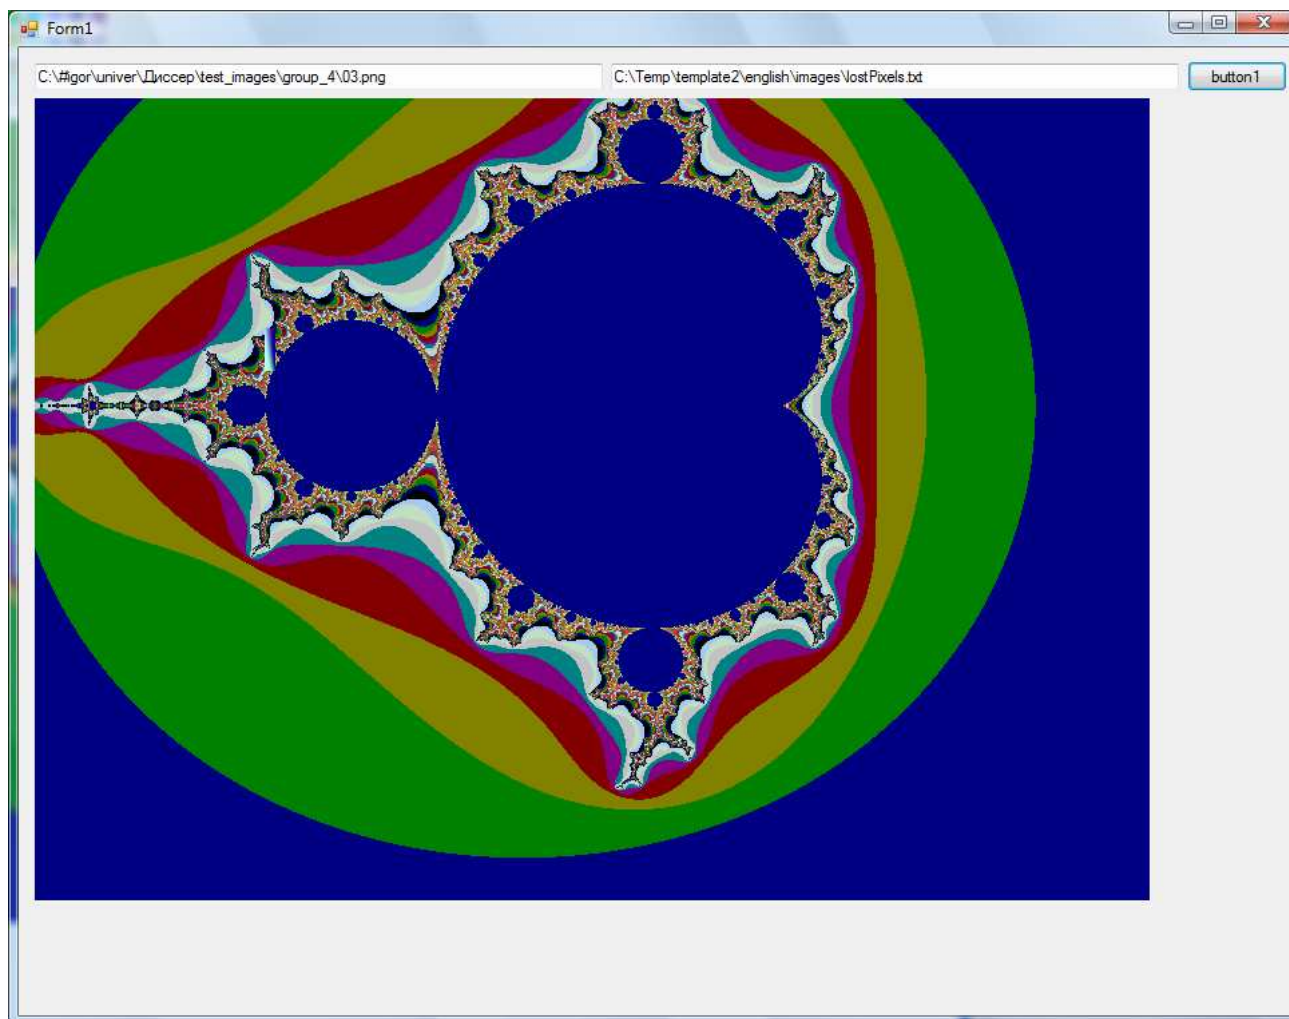 Form1
C:\#Igor\univer\Диссер\test_images\group_4\03.png
C:\Temp\template2\english\images\lostPixels.txt
button1